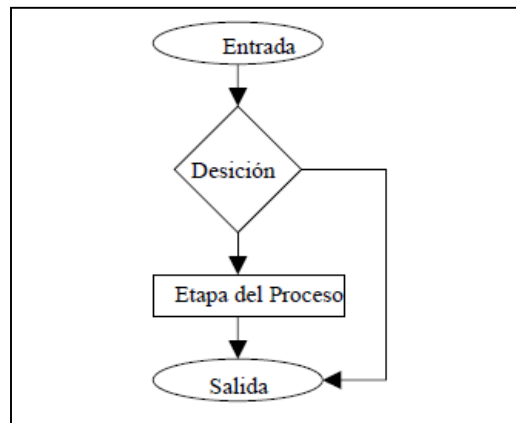 Entrada
Desición
Etapa del Proceso
Salida